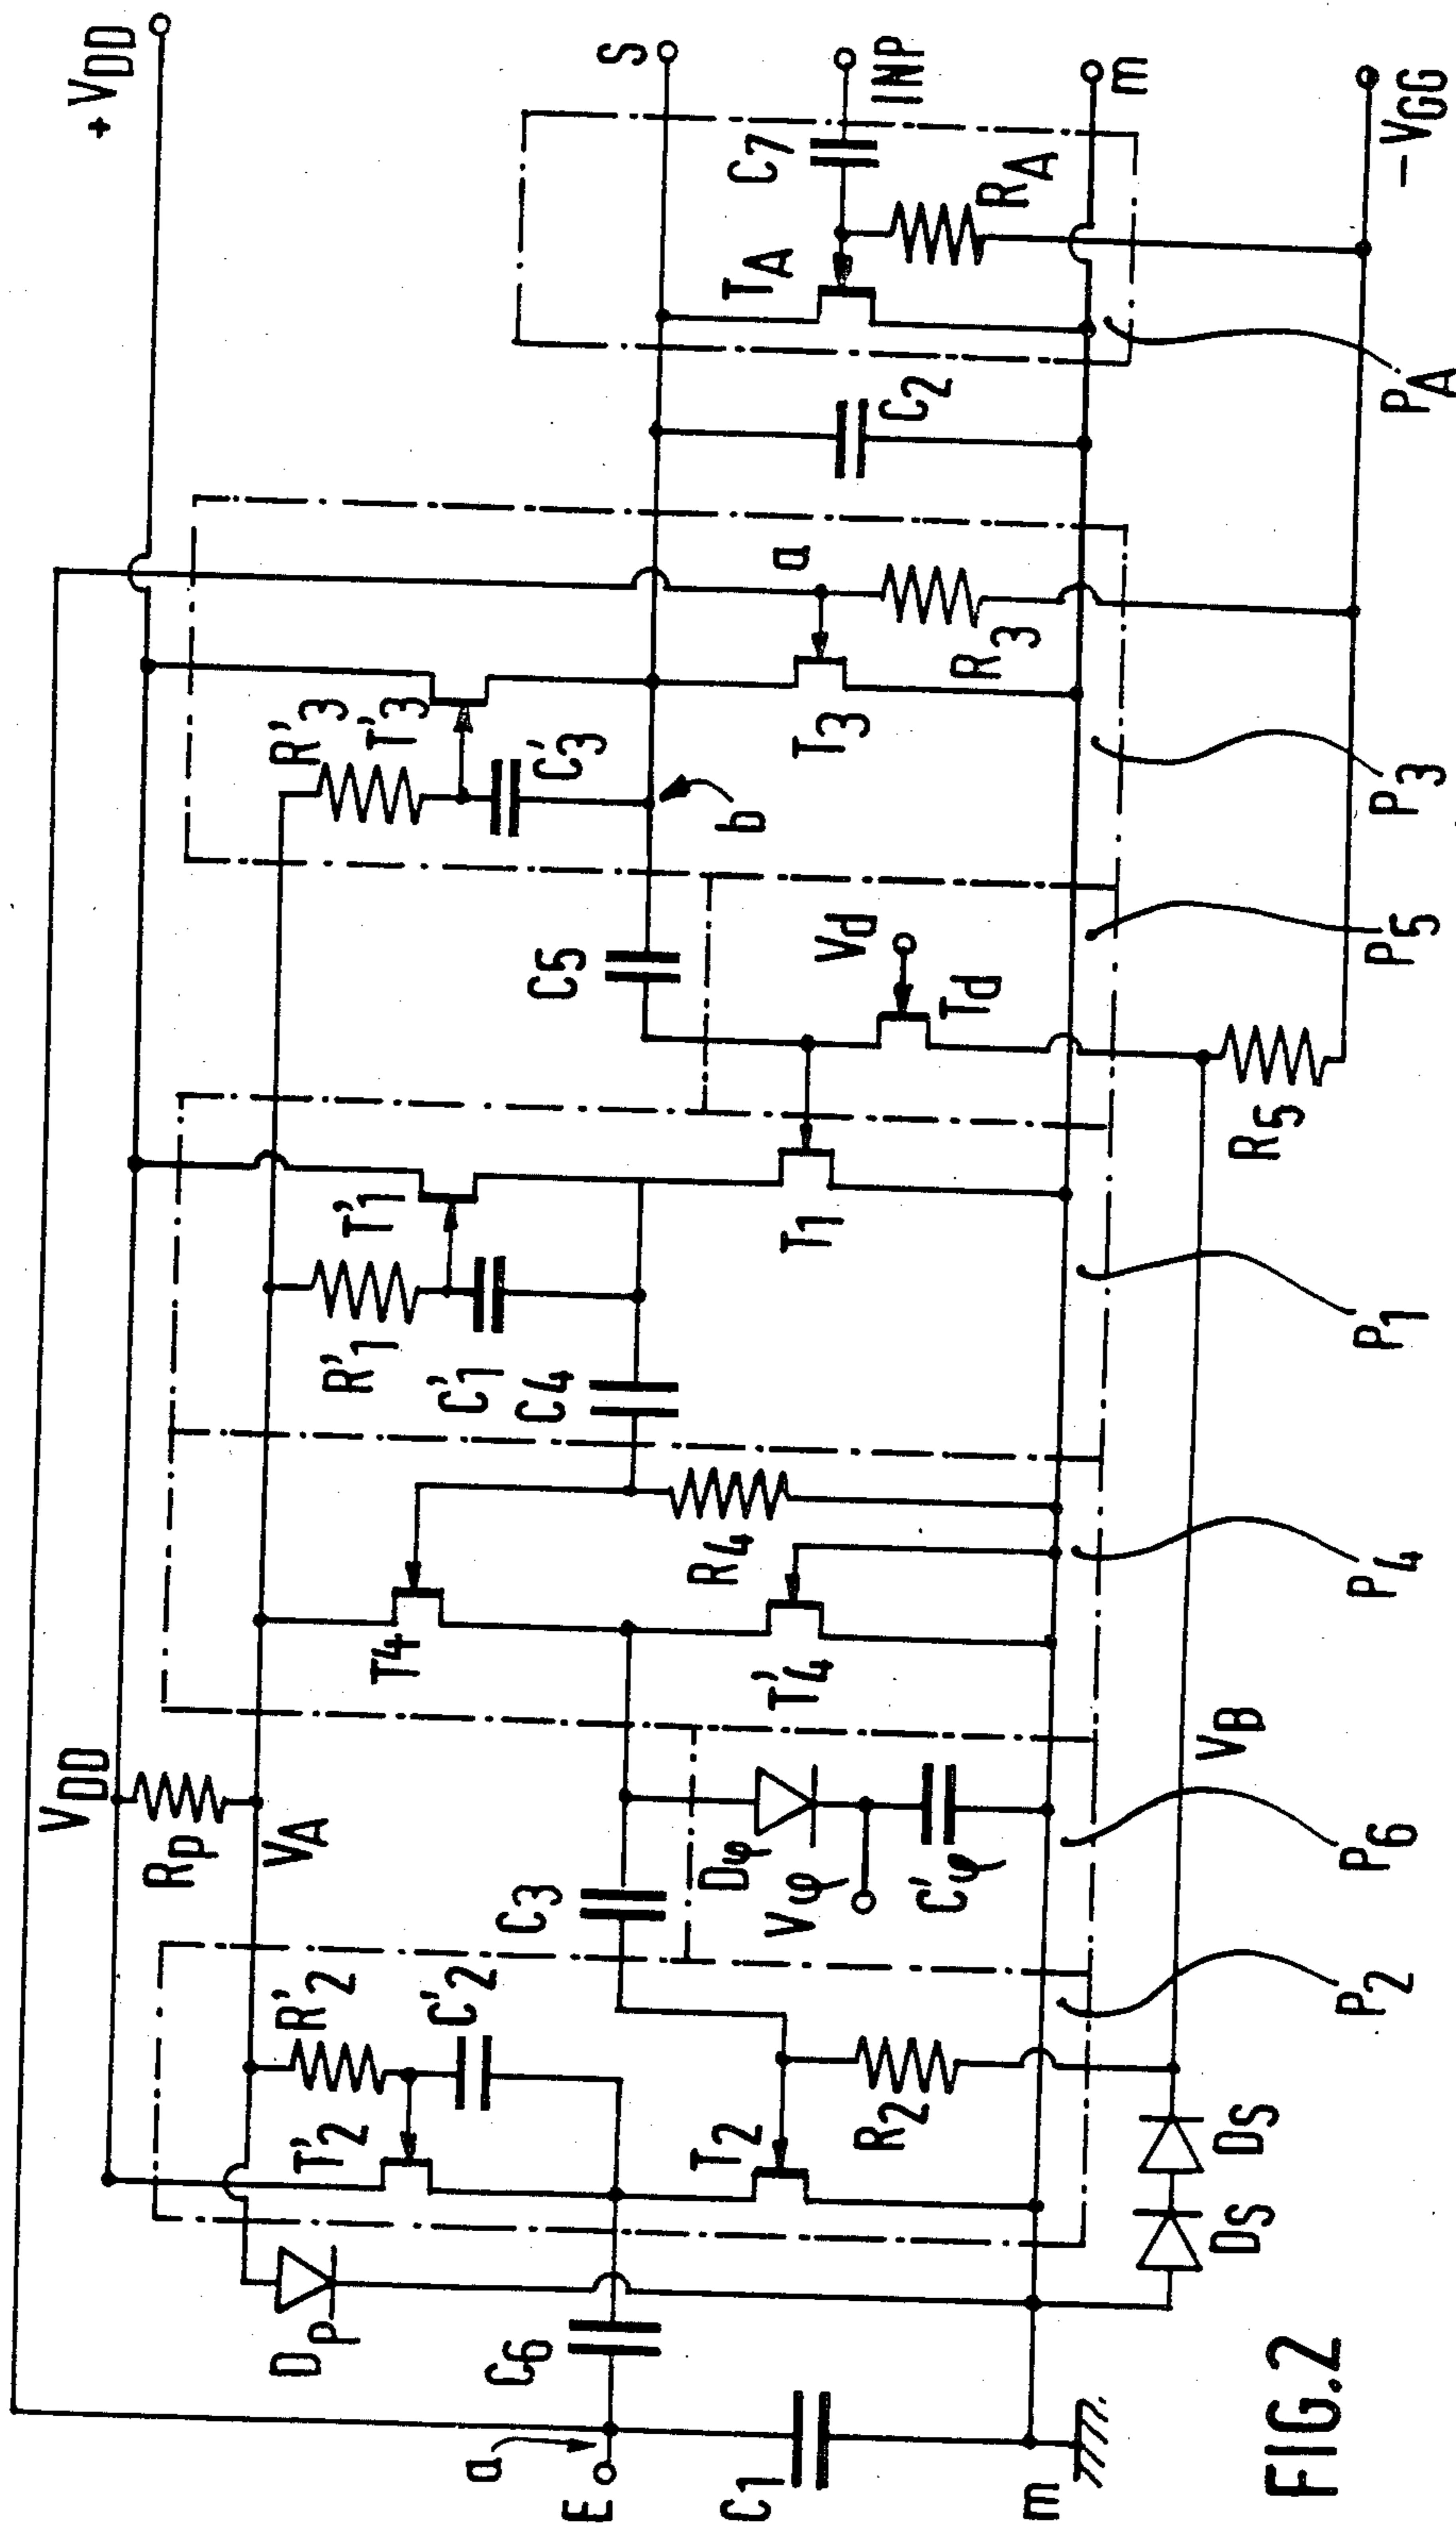 + VDD
S
INP
m
-VGG
C7
RA
TA
PA
C2
a
R3
T3
R'3
T'3
C'3
b
P3
C5
Vd
Td
P5
R5
T'1
R'1
C'1
T1
C4
P1
R4
T4
T'4
P4
VDD
Rp
VA
VB
C3
Dφ
Vφ
C'φ
P6
R'2
C'2
T'2
T2
R2
P2
DS
DS
Dp
C6
a
E
C1
m
FIG.2